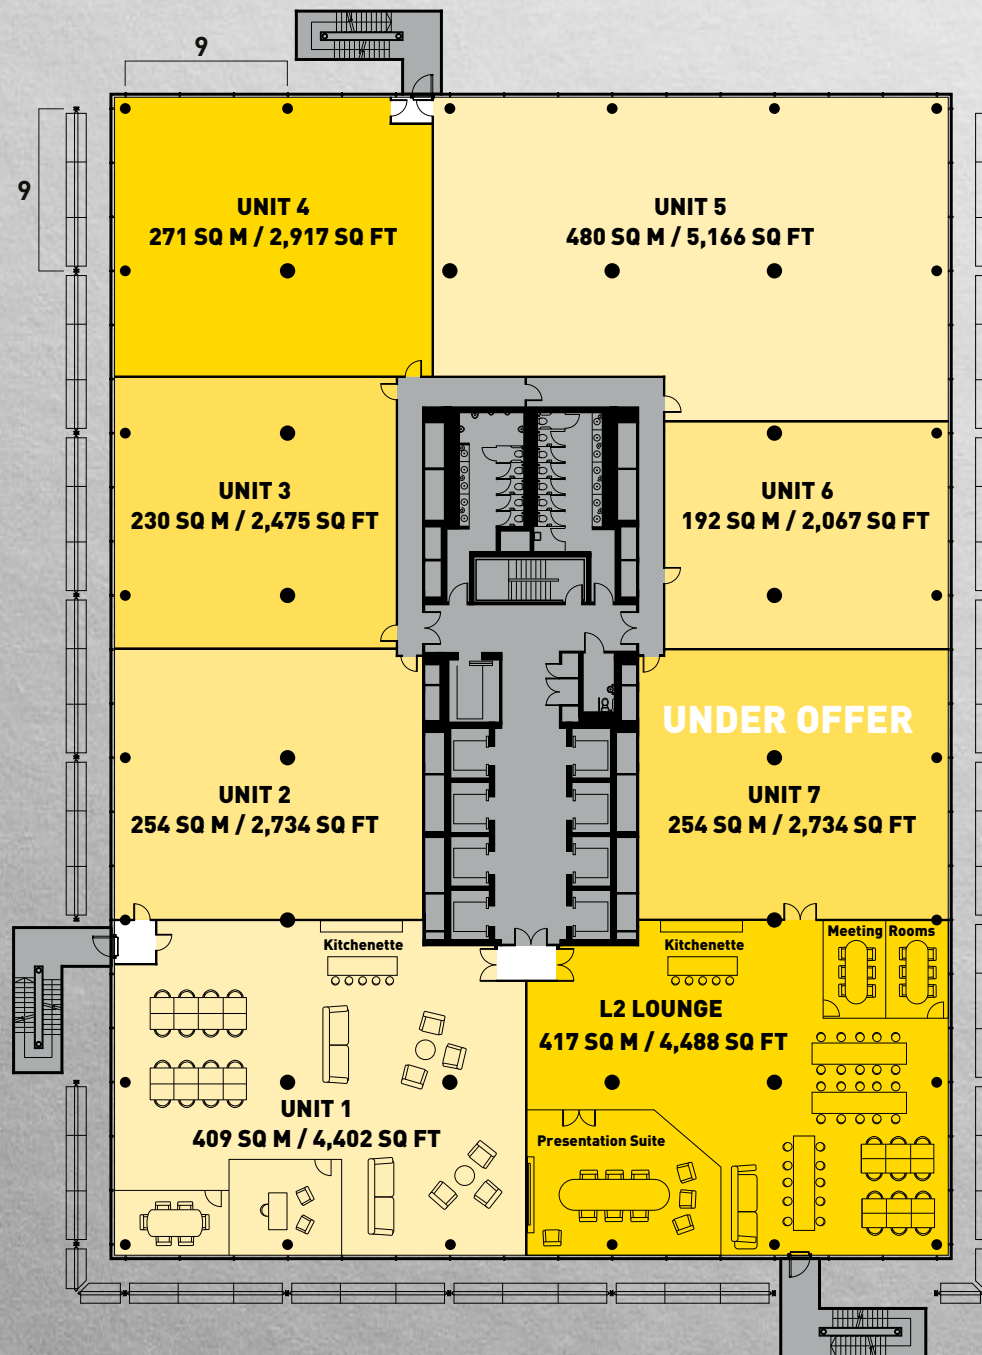 9
9
UNIT 4
271 SQ M / 2,917 SQ FT
UNIT 5
480 SQ M / 5,166 SQ FT
UNIT 3
230 SQ M / 2,475 SQ FT
UNIT 6
192 SQ M / 2,067 SQ FT
UNDER OFFER
UNIT 2
254 SQ M / 2,734 SQ FT
UNIT 7
254 SQ M / 2,734 SQ FT
Kitchenette
Kitchenette
Meeting Rooms
L2 LOUNGE
417 SQ M / 4,488 SQ FT
UNIT 1
409 SQ M / 4,402 SQ FT
Presentation Suite